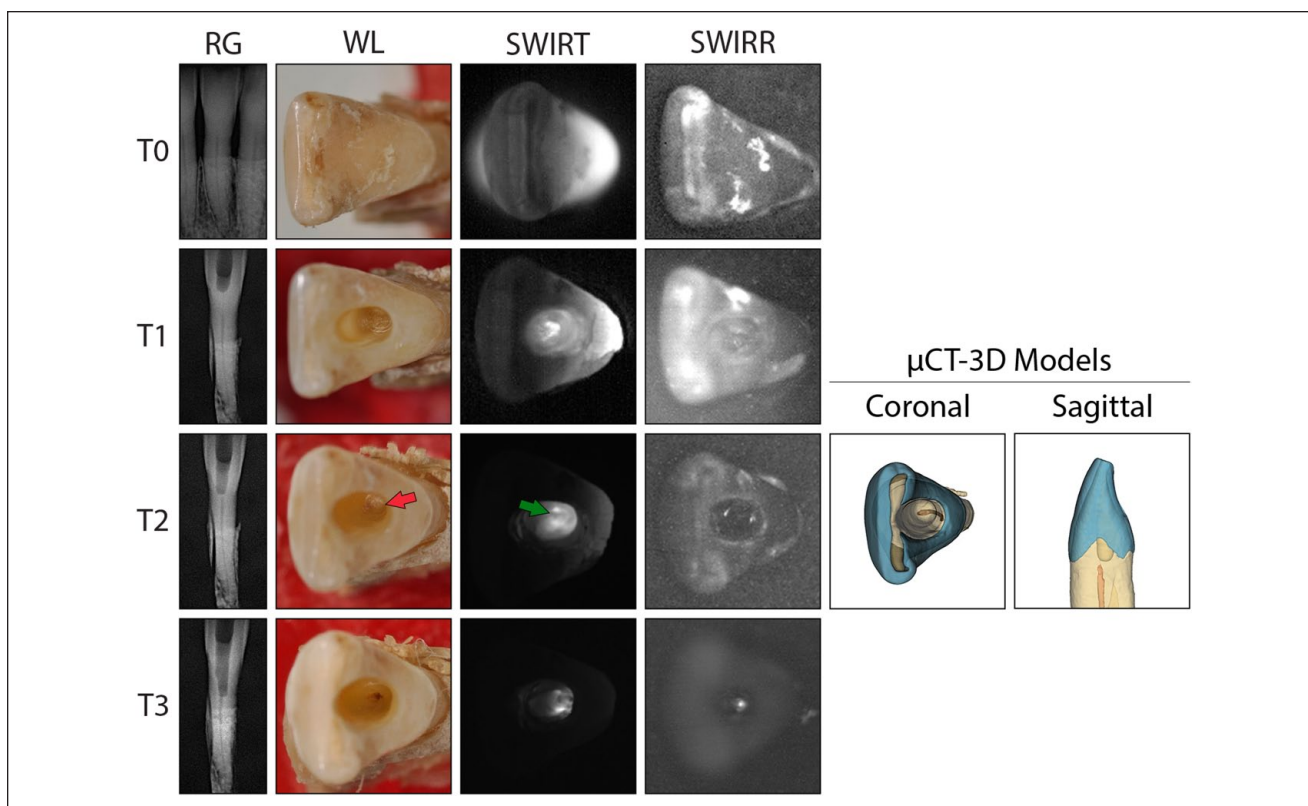 RG WL SWIRT SWIRR
T0
T1
µCT-3D Models
Coronal Sagittal
T2
T3